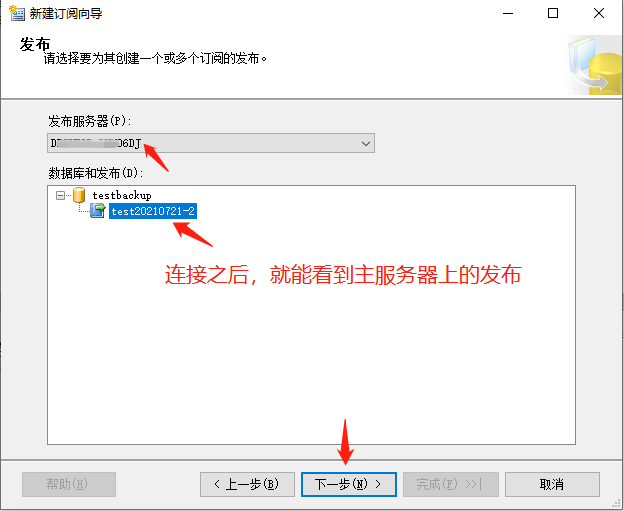 新建订阅向导
发布
请选择要为其创建一个或多个订阅的发布。
发布服务器(P):
06DJ
数据库和发布(D):
testbackup
test20210721-2
连接之后，就能看到主服务器上的发布
帮助(H)
< 上一步(B)
下一步(N) >
完成(F) >>|
取消